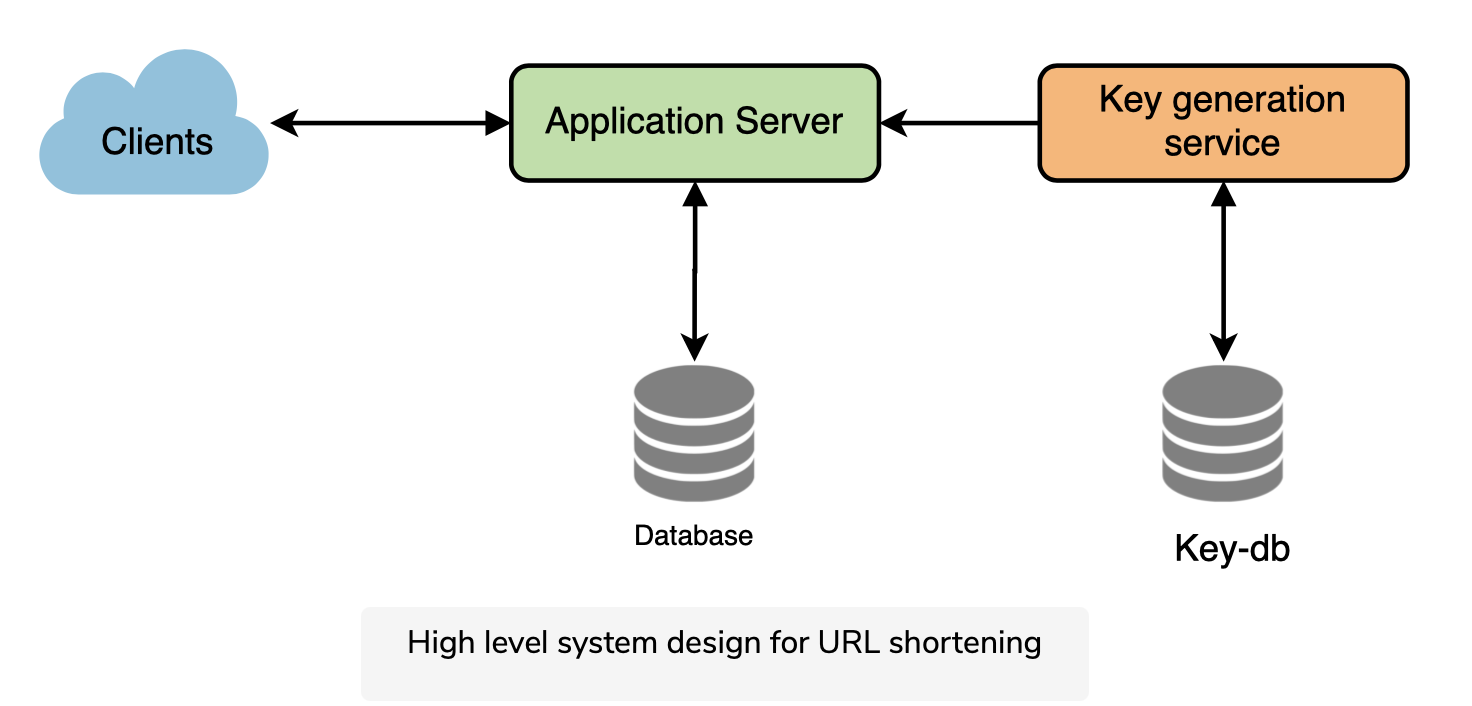 Clients
Application Server
Key generation
service
Database
Key-db
High level system design for URL shortening